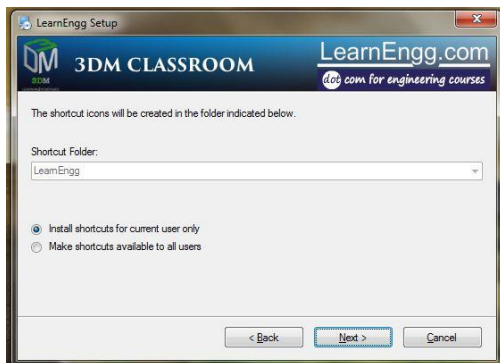 LearnEngg Setup
3DM
3DM CLASSROOM
LearnEngg.com
dot com for engineering courses
The shortcut icons will be created in the folder indicated below.
Shortcut Folder:
LearnEngg
Install shortcuts for current user only
Make shortcuts available to all users
< Back
Next >
Cancel